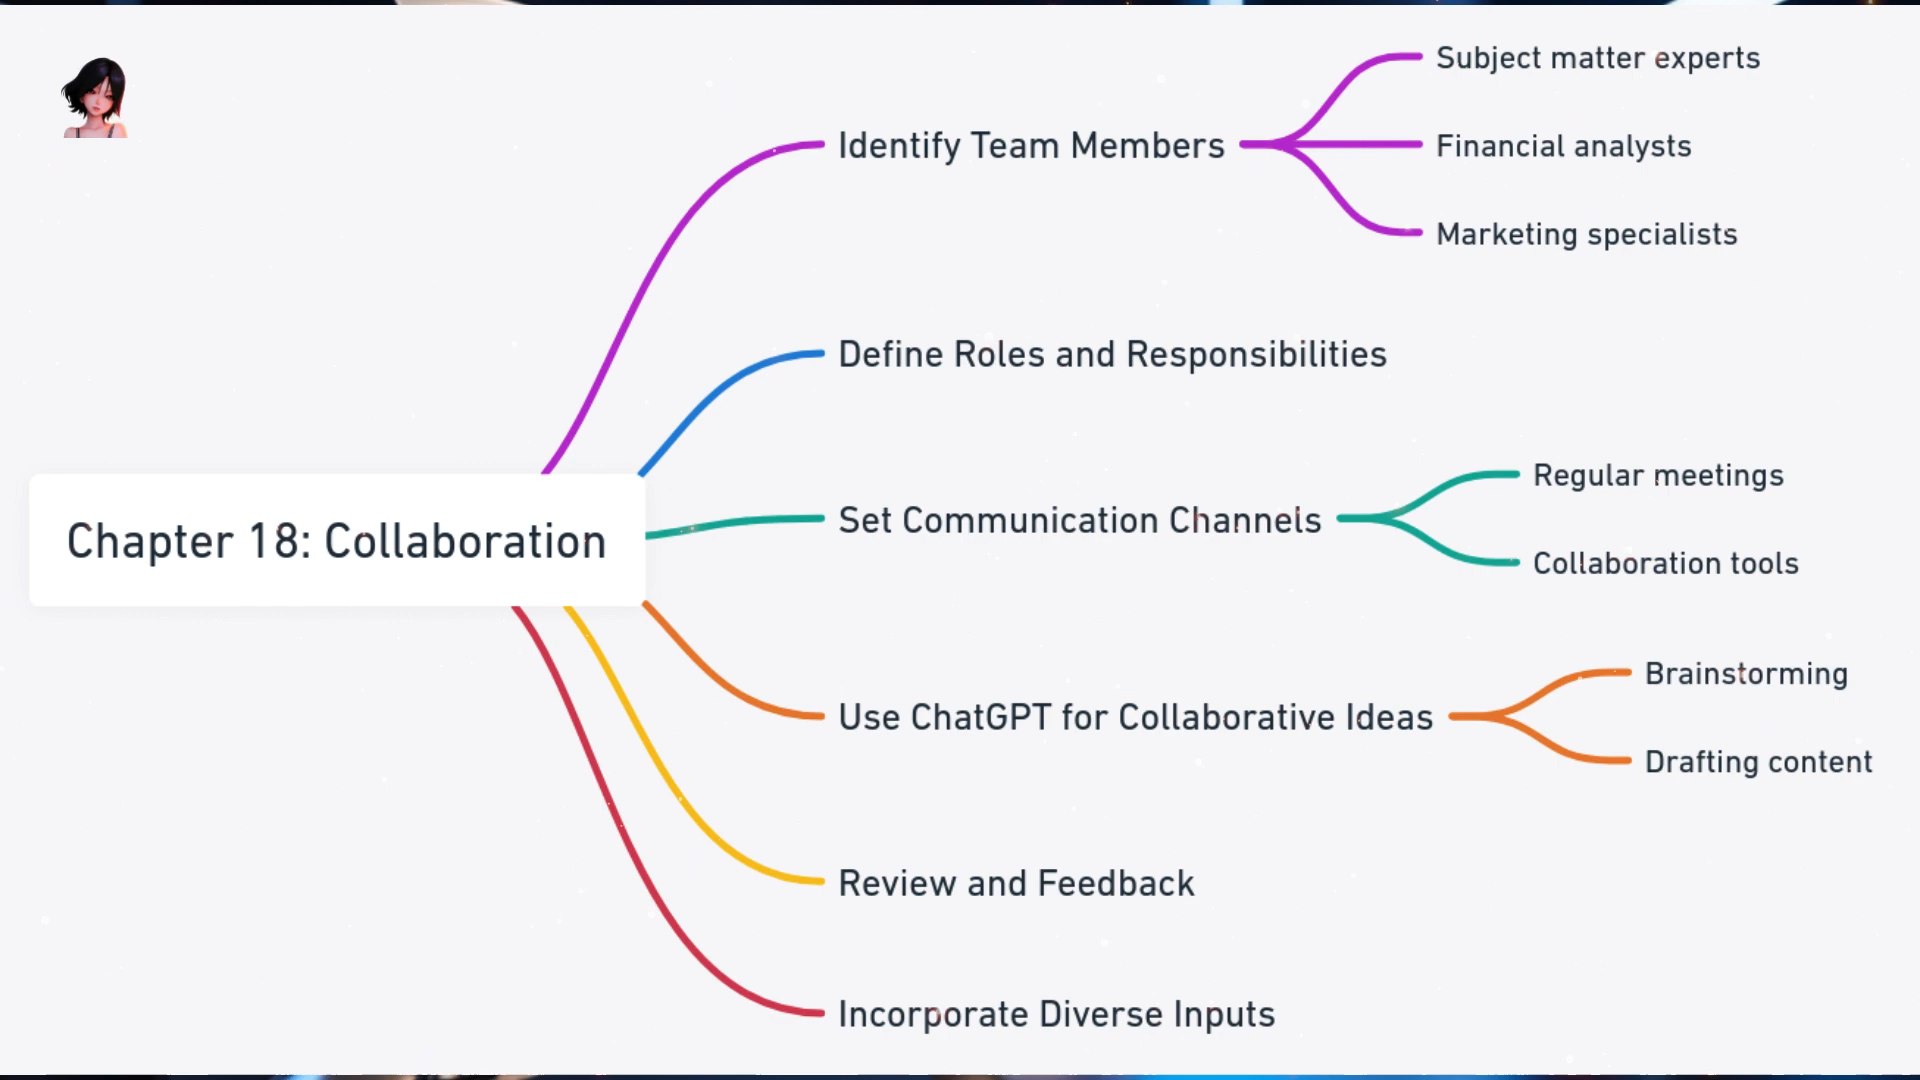 Chapter 18: Collaboration
Identify Team Members
Subject matter experts
Financial analysts
Marketing specialists
Define Roles and Responsibilities
Set Communication Channels
Regular meetings
Collaboration tools
Use ChatGPT for Collaborative Ideas
Brainstorming
Drafting content
Review and Feedback
Incorporate Diverse Inputs